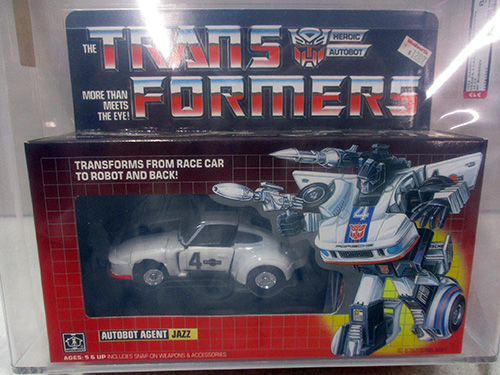 THE TRANSFORMERS
HEROIC
AUTOBOT
MORE THAN
MEETS
THE EYE!
TRANSFORMS FROM RACE CAR
TO ROBOT AND BACK!
4
4
PORSCHE
AUTOBOT AGENT JAZZ
AGES: 5 & UP INCLUDES SNAP-ON WEAPONS & ACCESSORIES